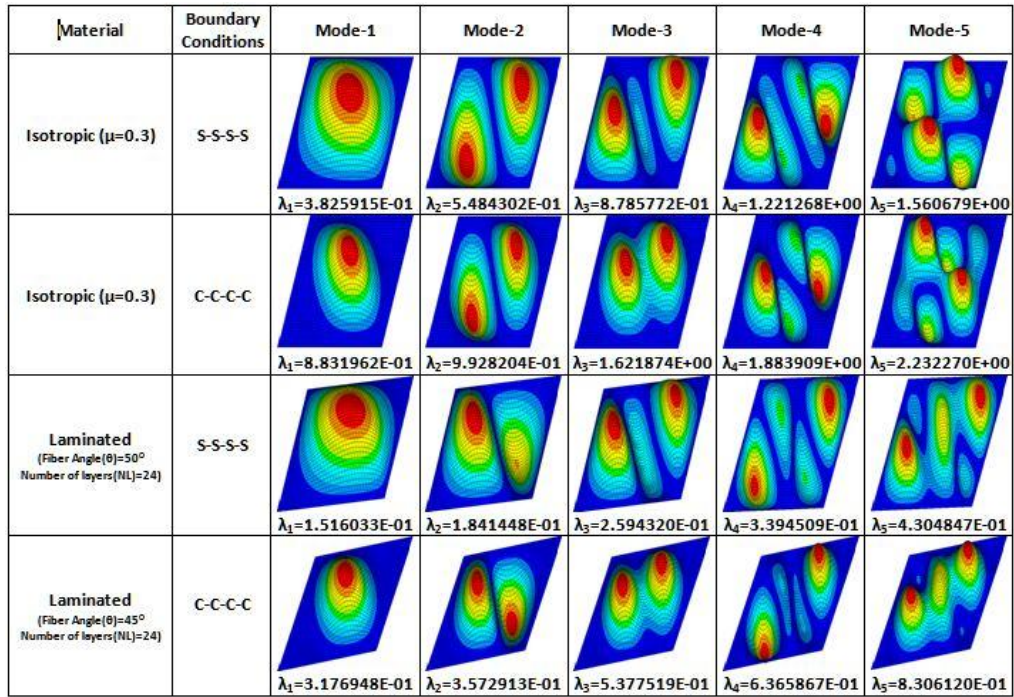 Material
Boundary
Conditions
Mode-1
Mode-2
Mode-3
Mode-4
Mode-5
Isotropic (μ=0.3)
S-S-S-S
λ₁=3.825915E-01
λ₂=5.484302E-01
λ₃=8.785772E-01
λ₄=1.221268E+00
λ₅=1.560679E+00
Isotropic (μ=0.3)
C-C-C-C
λ₁=8.831962E-01
λ₂=9.928204E-01
λ₃=1.621874E+00
λ₄=1.883909E+00
λ₅=2.232270E+00
Laminated
(Fiber Angle(θ)=50°
Number of layers(NL)=24)
S-S-S-S
λ₁=1.516033E-01
λ₂=1.841448E-01
λ₃=2.594320E-01
λ₄=3.394509E-01
λ₅=4.304847E-01
Laminated
(Fiber Angle(θ)=45°
Number of layers(NL)=24)
C-C-C-C
λ₁=3.176948E-01
λ₂=3.572913E-01
λ₃=5.377519E-01
λ₄=6.365867E-01
λ₅=8.306120E-01